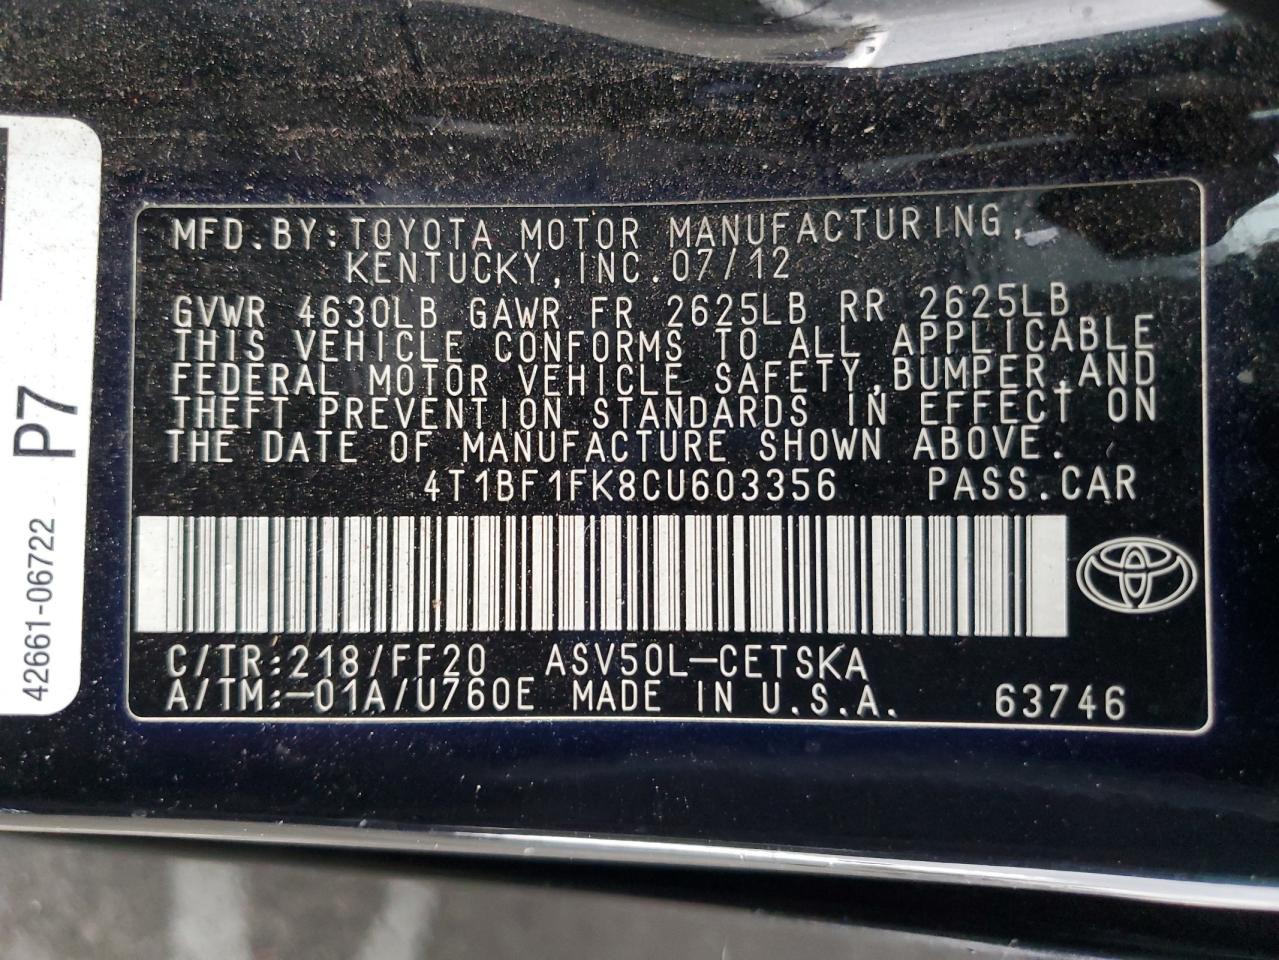 MFD.BY:TOYOTA MOTOR MANUFACTURING,
KENTUCKY,INC.07/12
GVWR 4630LB GAWR FR 2625LB RR 2625LB
THIS VEHICLE CONFORMS TO ALL APPLICABLE
FEDERAL MOTOR VEHICLE SAFETY,BUMPER,AND
THEFT PREVENTION STANDARDS IN EFFECT ON
THE DATE OF MANUFACTURE SHOWN ABOVE.
4T1BF1FK8CU603356 PASS.CAR
C/TR:218/FF20 ASV50L-CETSKA
A/TM:-01A/U760E MADE IN U.S.A. 63746
P7
42661-06722